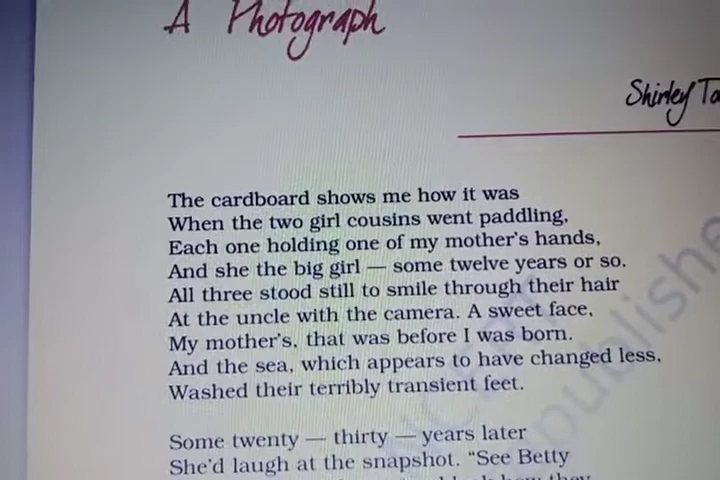 A Photograph
Shirley
The cardboard shows me how it was
When the two girl cousins went paddling,
Each one holding one of my mother's hands,
And she the big girl — some twelve years or so.
All three stood still to smile through their hair
At the uncle with the camera. A sweet face,
My mother's, that was before I was born.
And the sea, which appears to have changed less,
Washed their terribly transient feet.
Some twenty — thirty — years later
She'd laugh at the snapshot. "See Betty